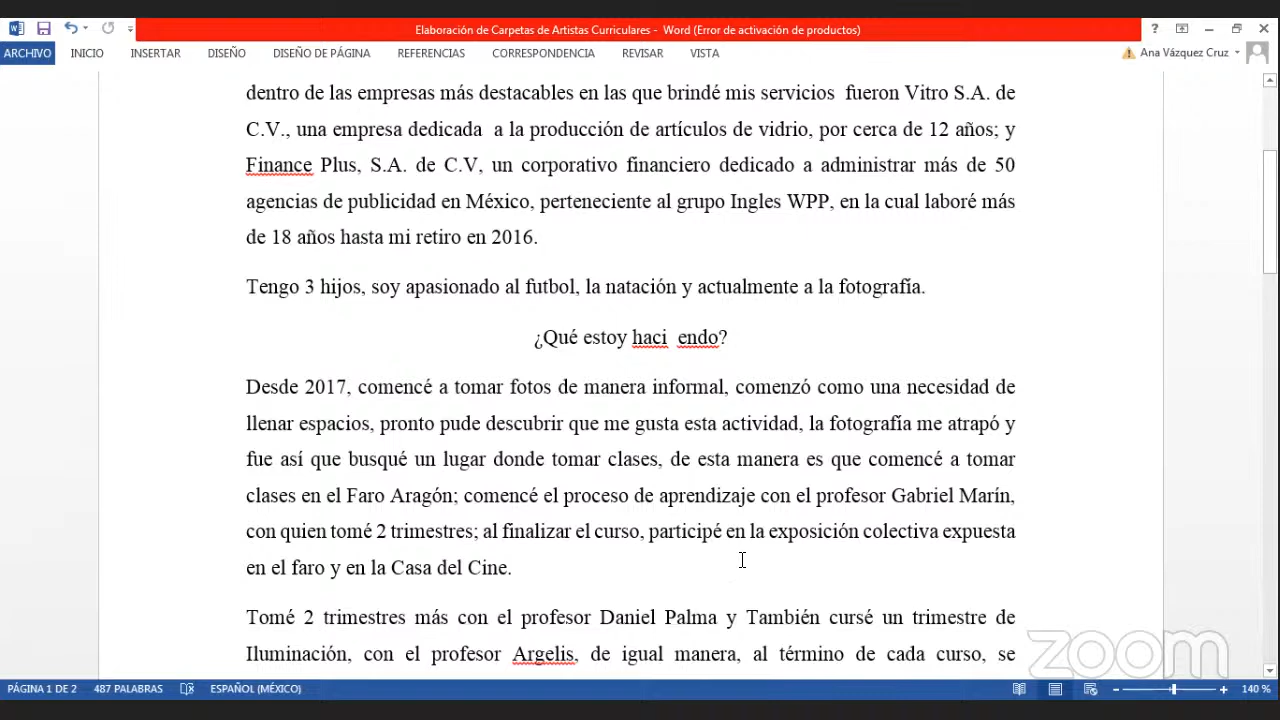 Elaboración de Carpetas de Artistas Curriculares - Word (Error de activación de productos)
ARCHIVO INICIO INSERTAR DISEÑO DISEÑO DE PÁGINA REFERENCIAS CORRESPONDENCIA REVISAR VISTA Ana Vázquez Cruz
dentro de las empresas más destacables en las que brindé mis servicios  fueron Vitro S.A. de
C.V., una empresa dedicada  a la producción de artículos de vidrio, por cerca de 12 años; y
Finance Plus, S.A. de C.V, un corporativo financiero dedicado a administrar más de 50
agencias de publicidad en México, perteneciente al grupo Ingles WPP, en la cual laboré más
de 18 años hasta mi retiro en 2016.
Tengo 3 hijos, soy apasionado al futbol, la natación y actualmente a la fotografía.
¿Qué estoy haci  endo?
Desde 2017, comencé a tomar fotos de manera informal, comenzó como una necesidad de
llenar espacios, pronto pude descubrir que me gusta esta actividad, la fotografía me atrapó y
fue así que busqué un lugar donde tomar clases, de esta manera es que comencé a tomar
clases en el Faro Aragón; comencé el proceso de aprendizaje con el profesor Gabriel Marín,
con quien tomé 2 trimestres; al finalizar el curso, participé en la exposición colectiva expuesta
en el faro y en la Casa del Cine.
Tomé 2 trimestres más con el profesor Daniel Palma y También cursé un trimestre de
Iluminación, con el profesor Argelis, de igual manera, al término de cada curso, se
zoom
PÁGINA 1 DE 2 487 PALABRAS ESPAÑOL (MÉXICO) 140 %